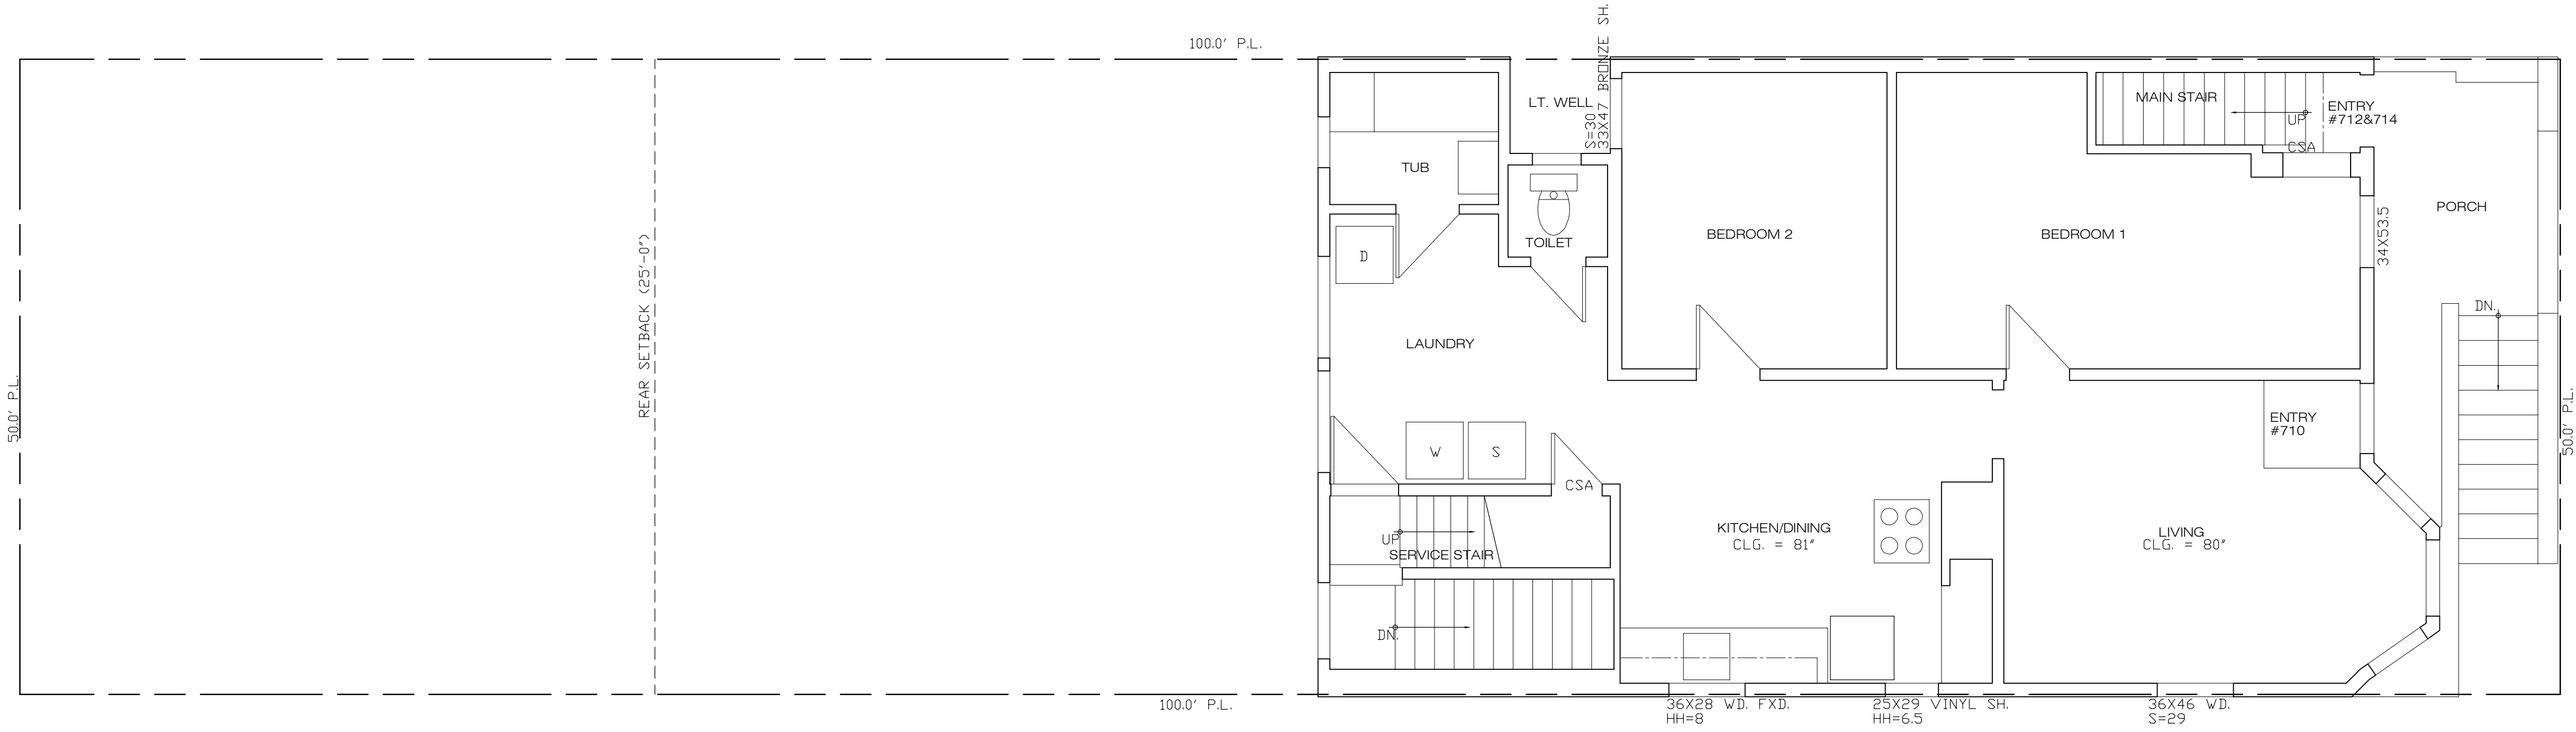 100.0' P.L.
S=30
33X47 BRONZE SH.
LT. WELL
MAIN STAIR
ENTRY
#712&714
UP
CSA
TUB
PORCH
TOILET
BEDROOM 2
BEDROOM 1
34X53.5
D
REAR SETBACK (25'-0")
DN.
LAUNDRY
50.0' P.L.
50.0' P.L.
ENTRY
#710
W
S
CSA
KITCHEN/DINING
CLG. = 81"
LIVING
CLG. = 80"
UP
SERVICE STAIR
DN.
100.0' P.L.
36X28 WD. FXD.
HH=8
25X29 VINYL SH.
HH=6.5
36X46 WD.
S=29